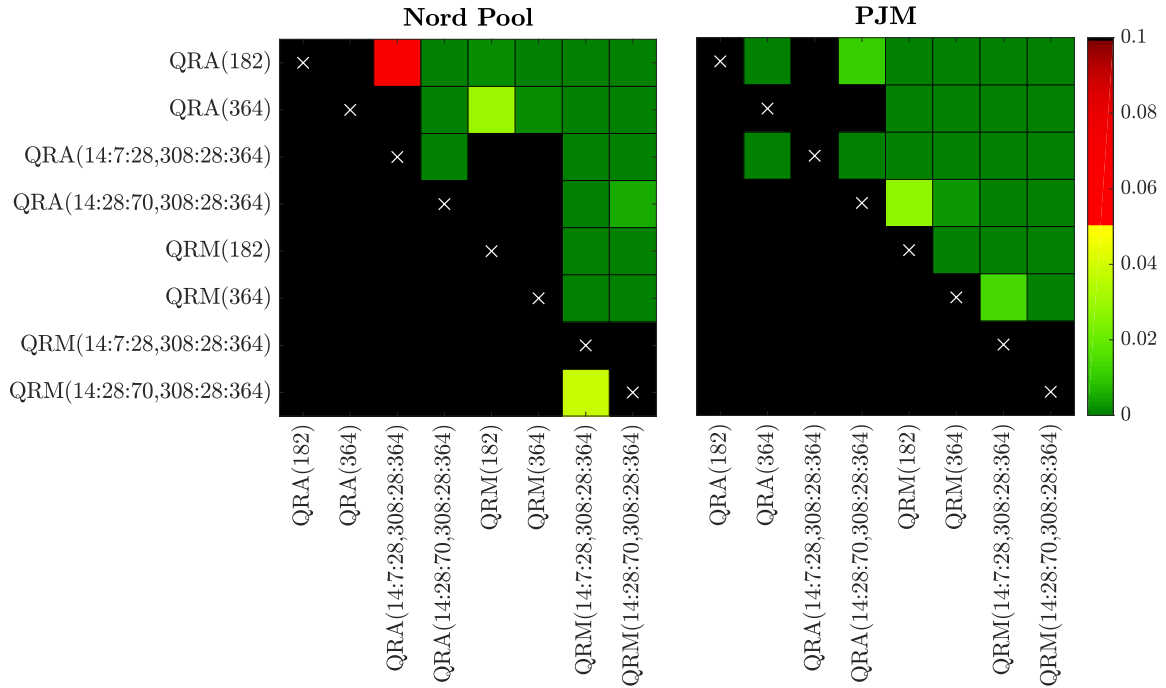 Nord Pool
PJM
QRA(182)
QRA(364)
QRA(14:7:28,308:28:364)
QRA(14:28:70,308:28:364)
QRM(182)
QRM(364)
QRM(14:7:28,308:28:364)
QRM(14:28:70,308:28:364)
0.1
0.08
0.06
0.04
0.02
0
QRA(182)
QRA(364)
QRA(14:7:28,308:28:364)
QRA(14:28:70,308:28:364)
QRM(182)
QRM(364)
QRM(14:7:28,308:28:364)
QRM(14:28:70,308:28:364)
QRA(182)
QRA(364)
QRA(14:7:28,308:28:364)
QRA(14:28:70,308:28:364)
QRM(182)
QRM(364)
QRM(14:7:28,308:28:364)
QRM(14:28:70,308:28:364)